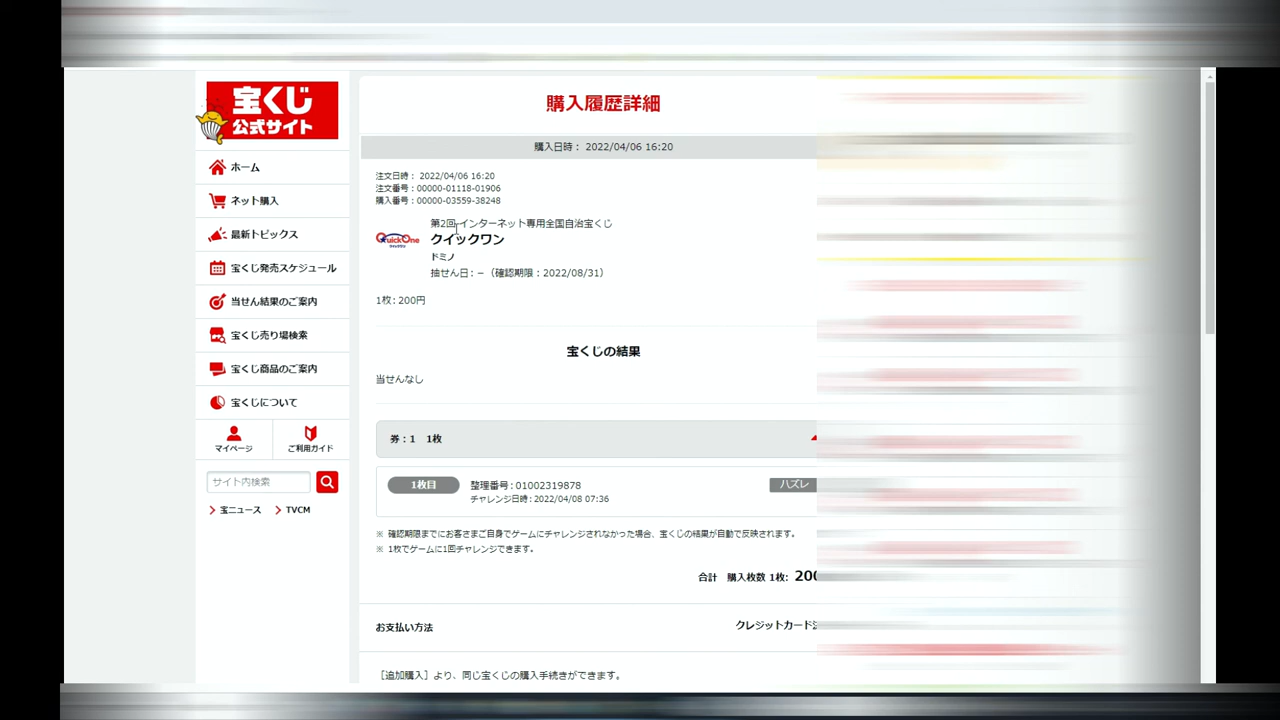 宝くじ
公式サイト
ホーム
ネット購入
最新トピックス
宝くじ発売スケジュール
当せん結果のご案内
宝くじ売り場検索
宝くじ商品のご案内
宝くじについて
マイページ
ご利用ガイド
サイト内検索
宝ニュース
TVCM
購入履歴詳細
購入日時： 2022/04/06 16:20
注文日時： 2022/04/06 16:20
注文番号：00000-01118-01906
購入番号：00000-03559-38248
第2回 インターネット専用全国自治宝くじ
QuickOne
クイックワン
クイックワン
ドミノ
抽せん日：－（確認期限：2022/08/31）
1枚：200円
宝くじの結果
当せんなし
券：1 1枚
1枚目
整理番号：01002319878
チャレンジ日時：2022/04/08 07:36
ハズレ
※ 確認期限までにお客さまご自身でゲームにチャレンジされなかった場合、宝くじの結果が自動で反映されます。
※ 1枚でゲームに1回チャレンジできます。
合計 購入枚数 1枚: 200
お支払い方法
クレジットカード
［追加購入］より、同じ宝くじの購入手続きができます。